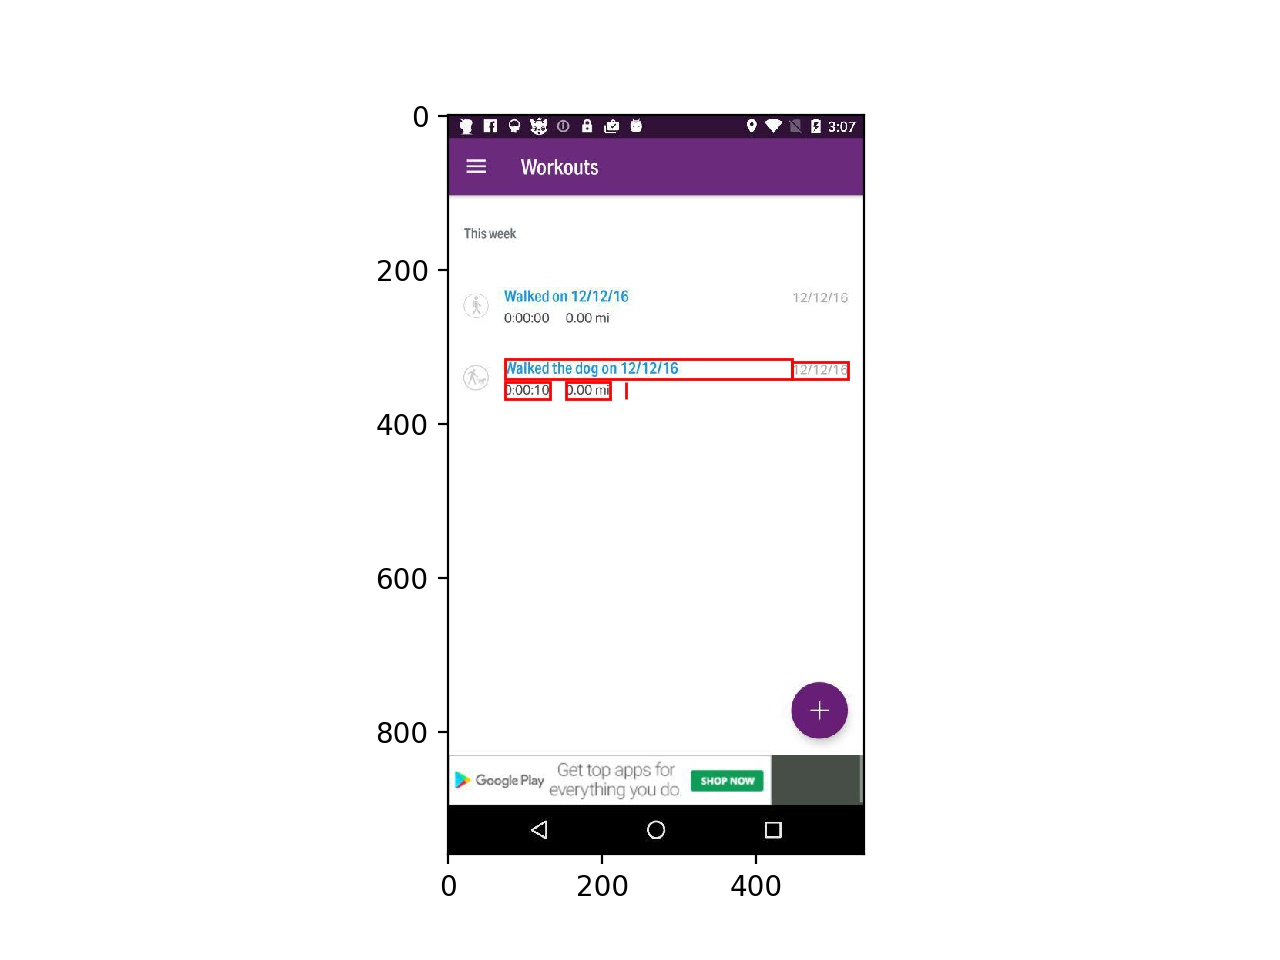 0
3:07
Workouts
This week
200
Walked on 12/12/16 12/12/16
0:00:00 0.00 mi
Walked the dog on 12/12/16 12/12/16
0:00:10 0.00 mi
400
600
800
Google Play Get top apps for everything you do. SHOP NOW
0 200 400